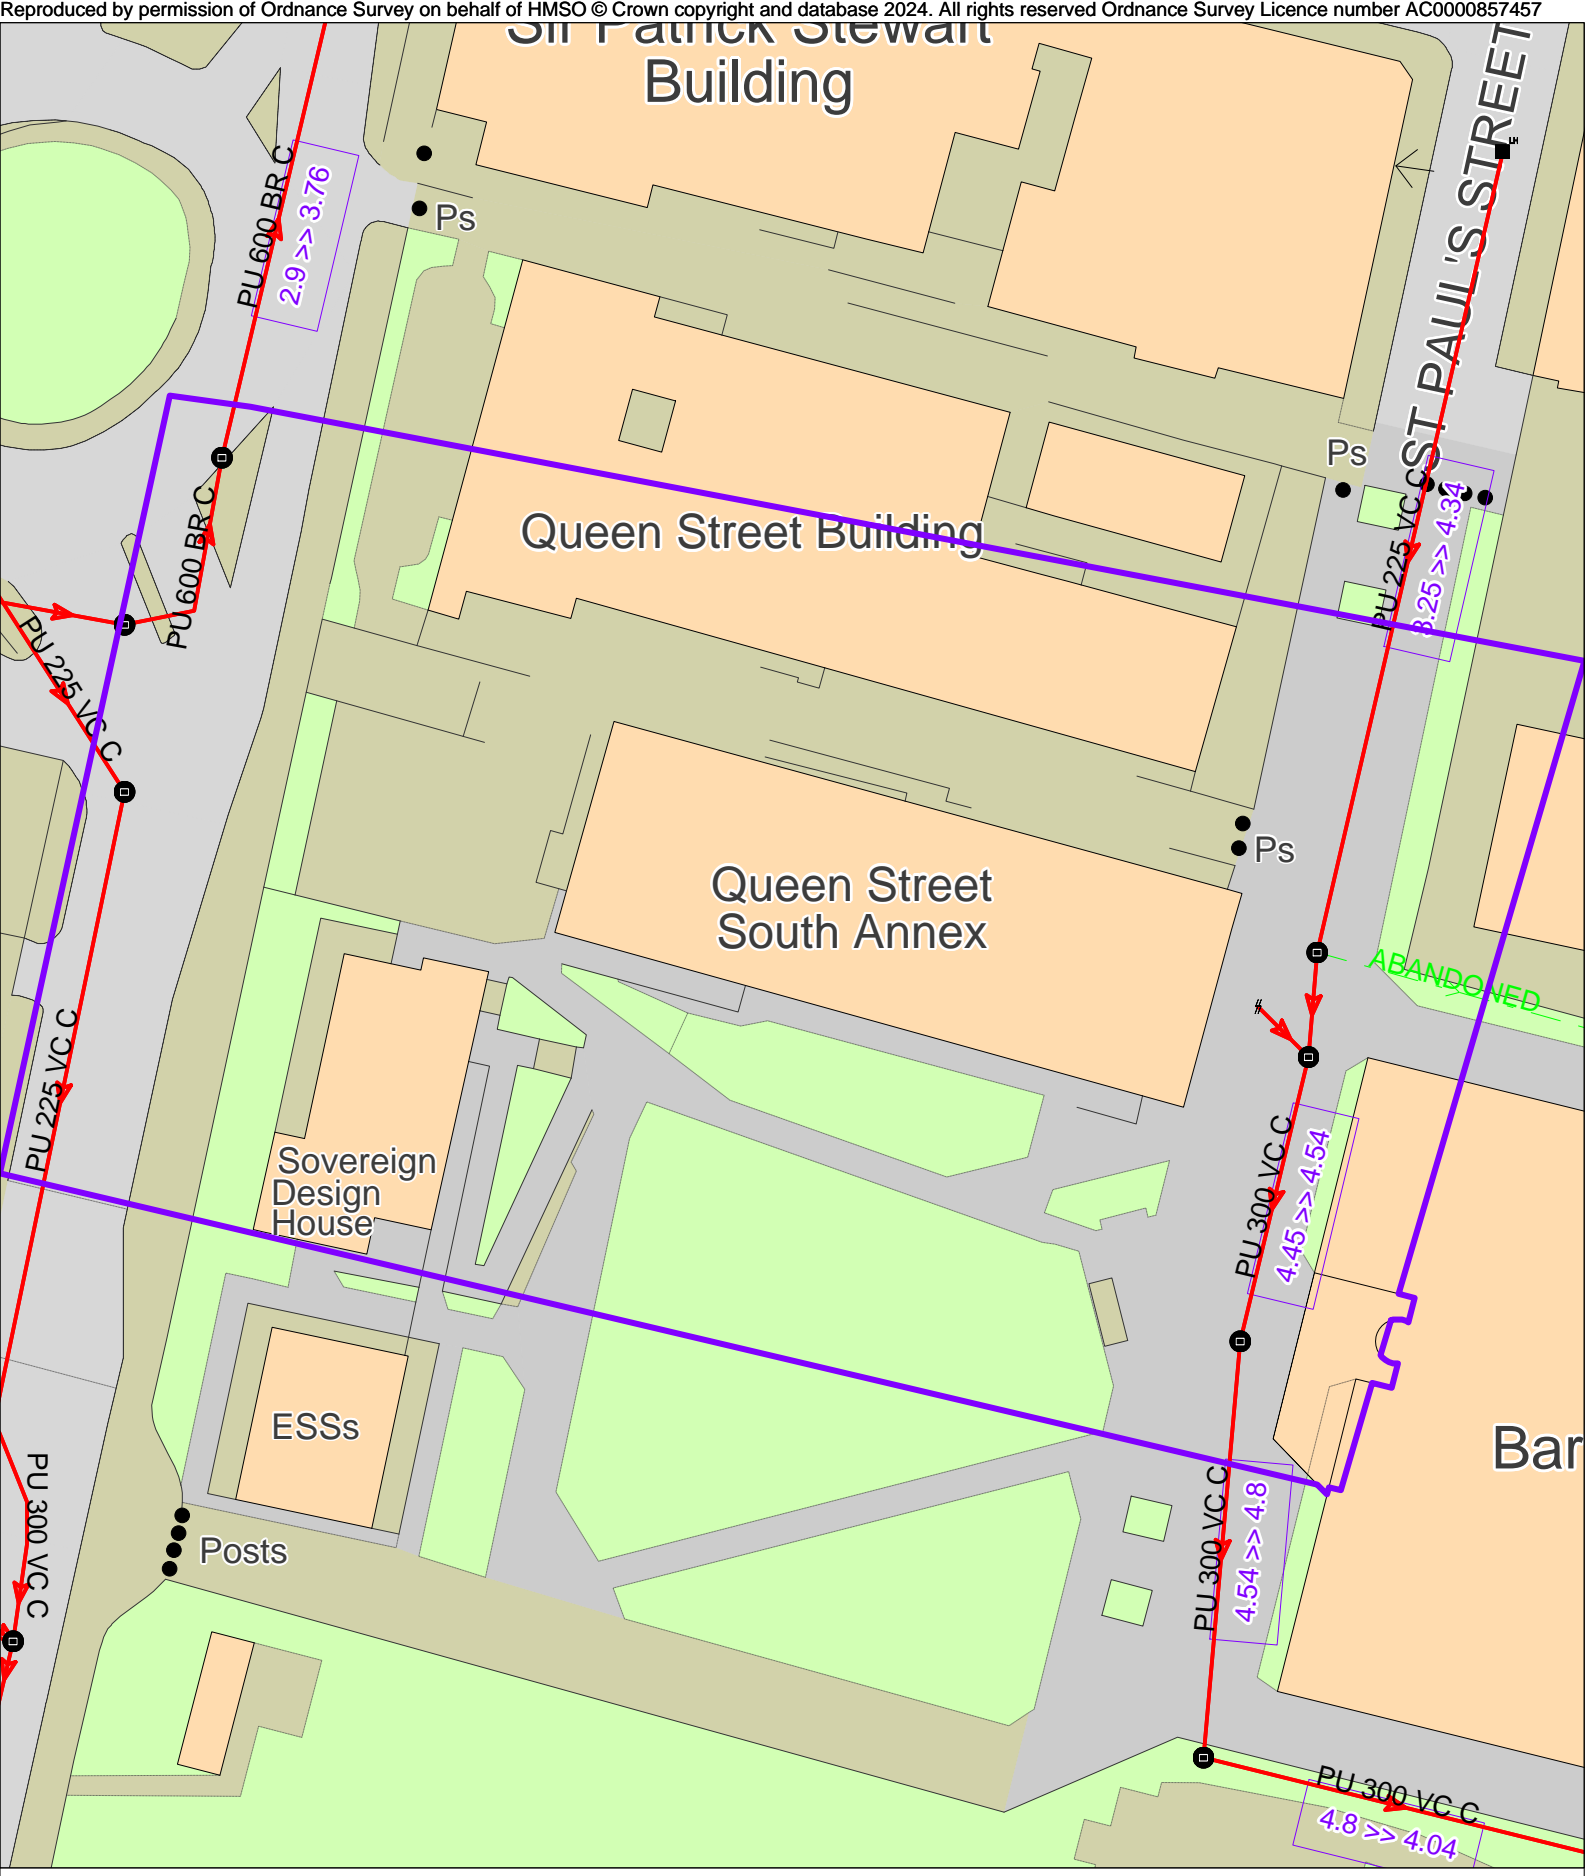 Reproduced by permission of Ordnance Survey on behalf of HMSO © Crown copyright and database 2024. All rights reserved Ordnance Survey Licence number AC0000857457
Sir Patrick Stewart
Building
ST PAUL'S STREET
LH
PU 600 BR C
2.9 >> 3.76
Ps
Ps
PU 225 VC C
3.25 >> 4.34
Queen Street Building
PU 600 BR C
PU 225 VC C
Ps
Queen Street
South Annex
ABANDONED
PU 225 VC C
Sovereign
Design
House
PU 300 VC C
4.45 >> 4.54
ESSs
Bar
PU 300 VC C
PU 300 VC C
4.54 >> 4.8
Posts
PU 300 VC C
4.8 >> 4.04